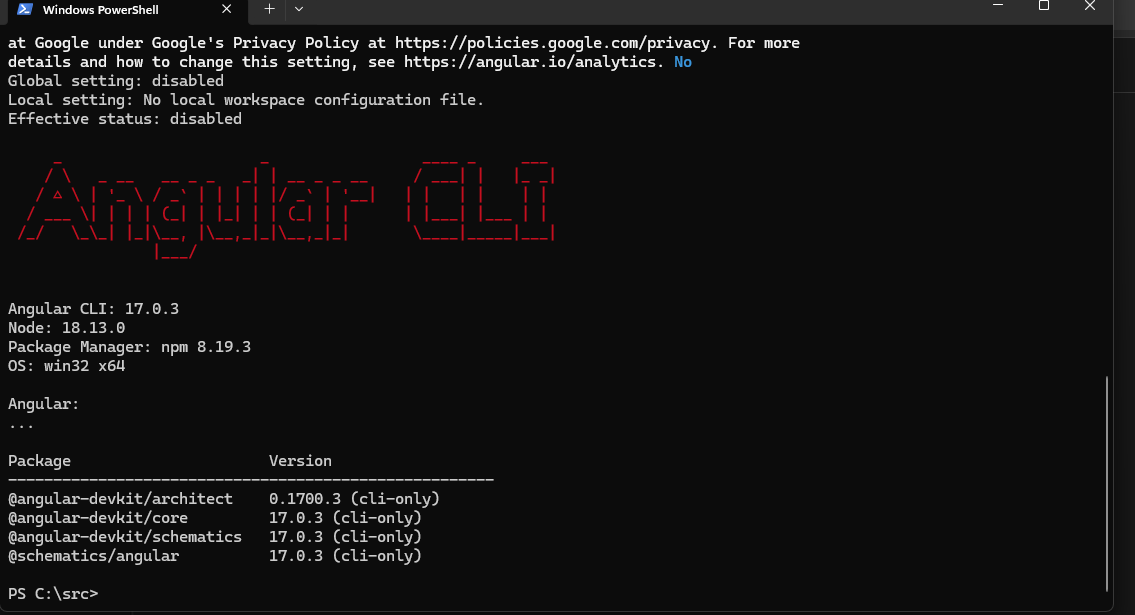 Windows PowerShell
at Google under Google's Privacy Policy at https://policies.google.com/privacy. For more
details and how to change this setting, see https://angular.io/analytics. No
Global setting: disabled
Local setting: No local workspace configuration file.
Effective status: disabled
Angular CLI
Angular CLI: 17.0.3
Node: 18.13.0
Package Manager: npm 8.19.3
OS: win32 x64
Angular:
...
Package Version
------------------------------------------------------
@angular-devkit/architect 0.1700.3 (cli-only)
@angular-devkit/core 17.0.3 (cli-only)
@angular-devkit/schematics 17.0.3 (cli-only)
@schematics/angular 17.0.3 (cli-only)
PS C:\src>